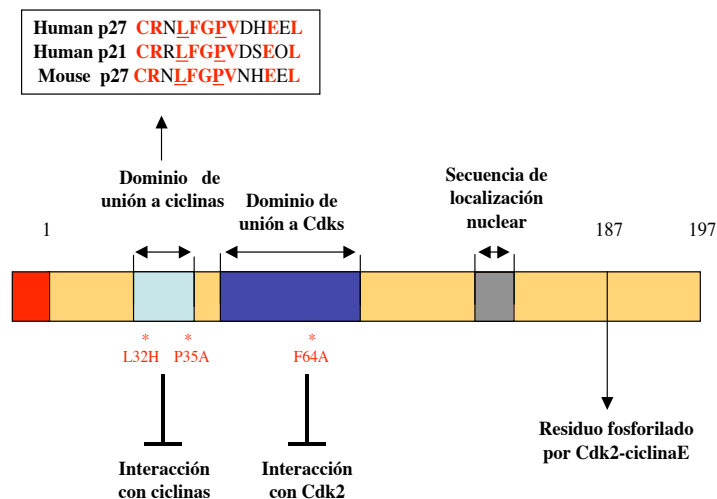 Human p27 CRNLFGPVDHEEL
Human p21 CRRLFGPVDSEOL
Mouse p27 CRNLFGPVNHEEL
Dominio de
unión a ciclinas
Dominio de
unión a Cdks
Secuencia de
localización
nuclear
1
187
197
*
*
*
L32H
P35A
F64A
Interacción
con ciclinas
Interacción
con Cdk2
Residuo fosforilado
por Cdk2-ciclinaE